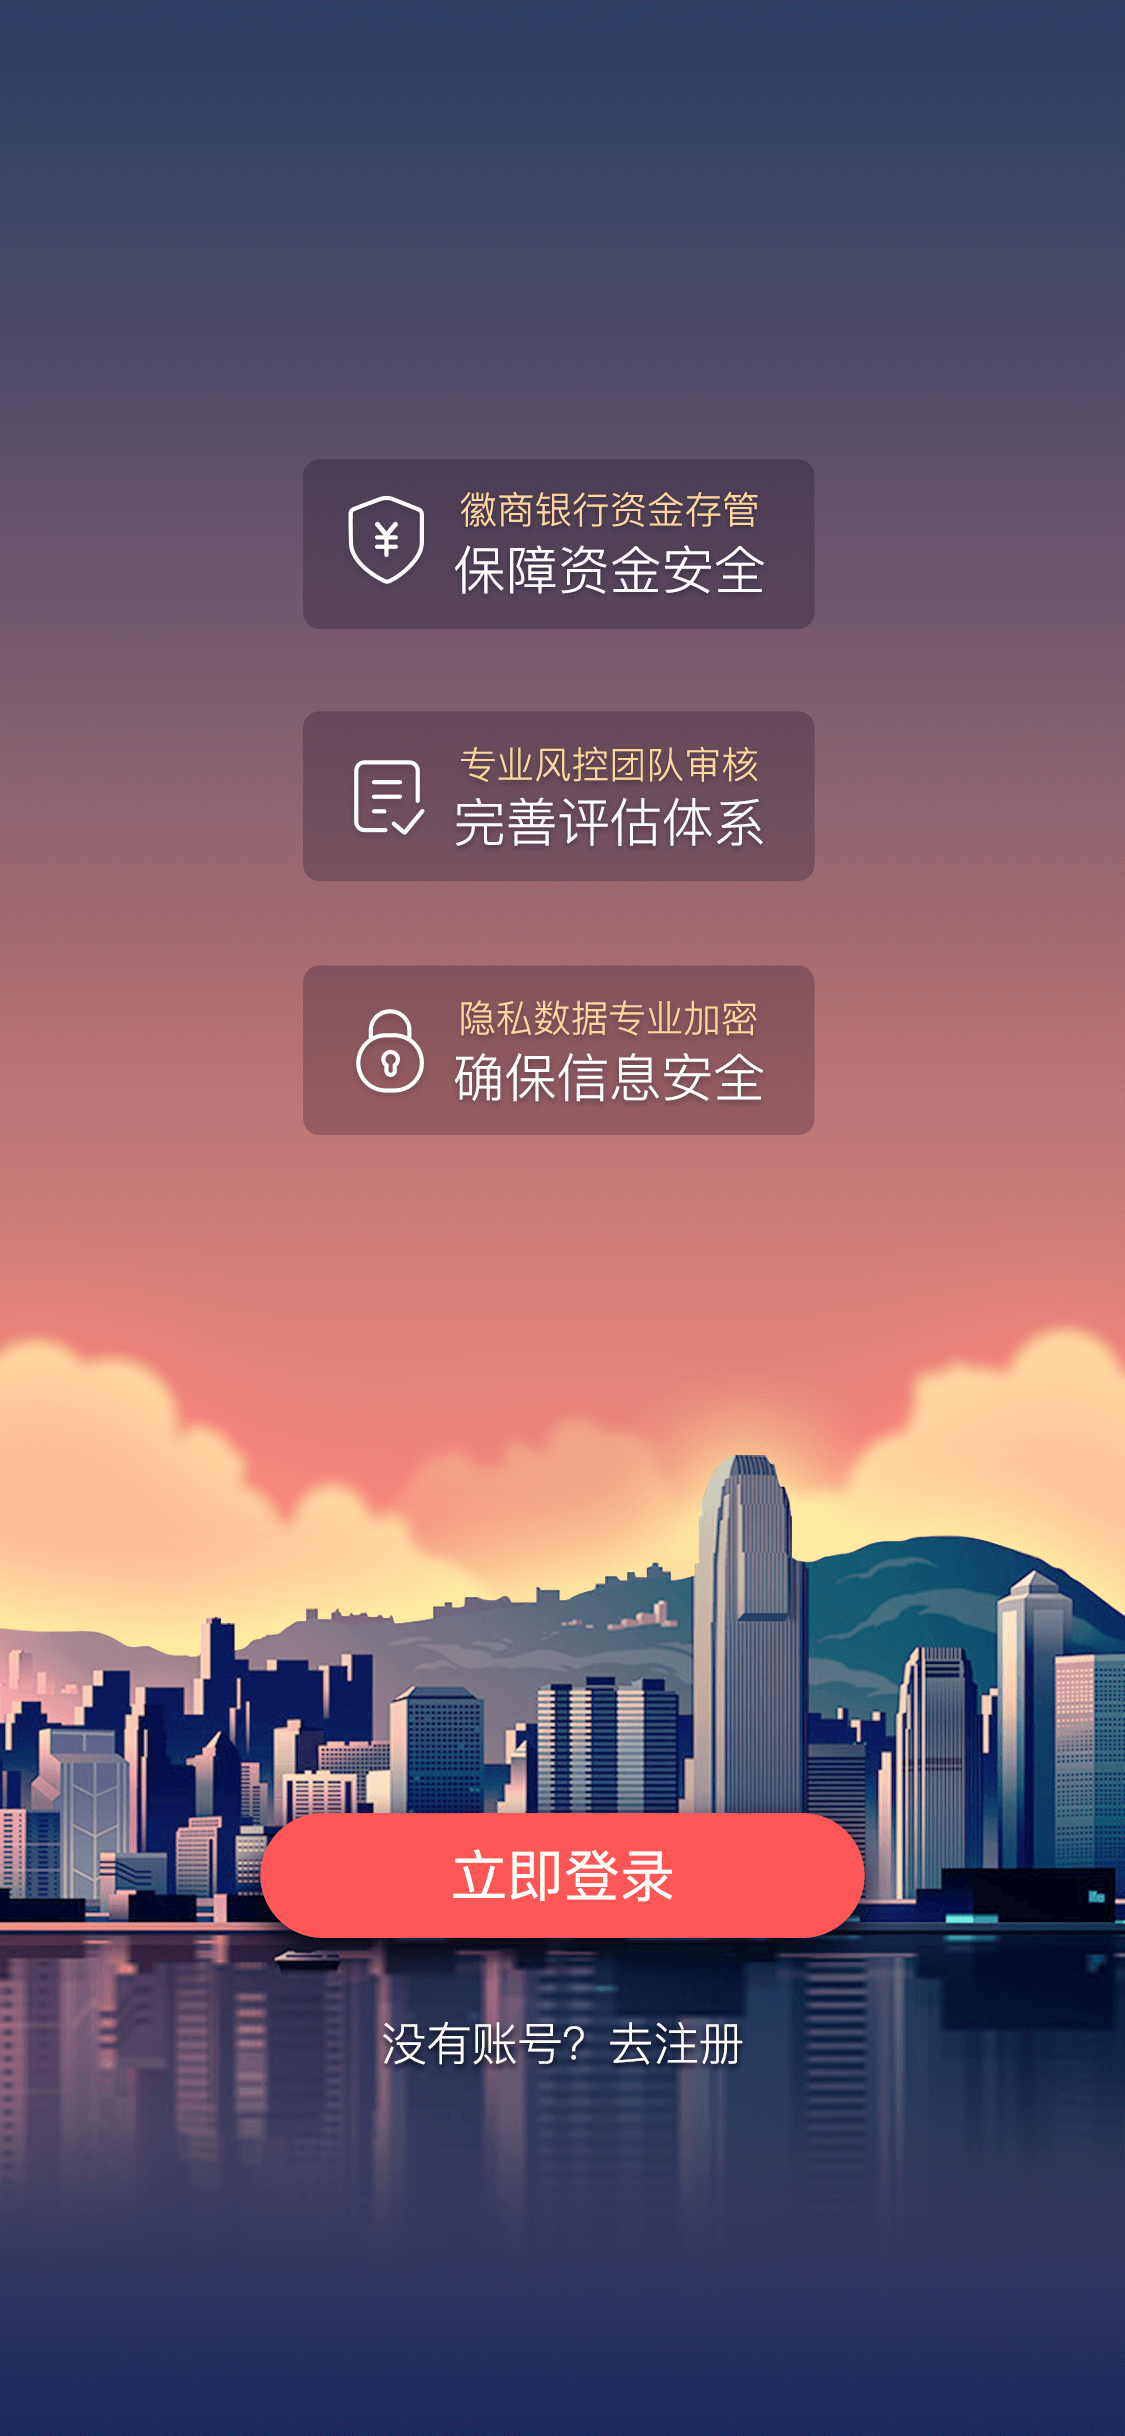 徽商银行资金存管
保障资金安全
专业风控团队审核
完善评估体系
隐私数据专业加密
确保信息安全
立即登录
没有账号？去注册